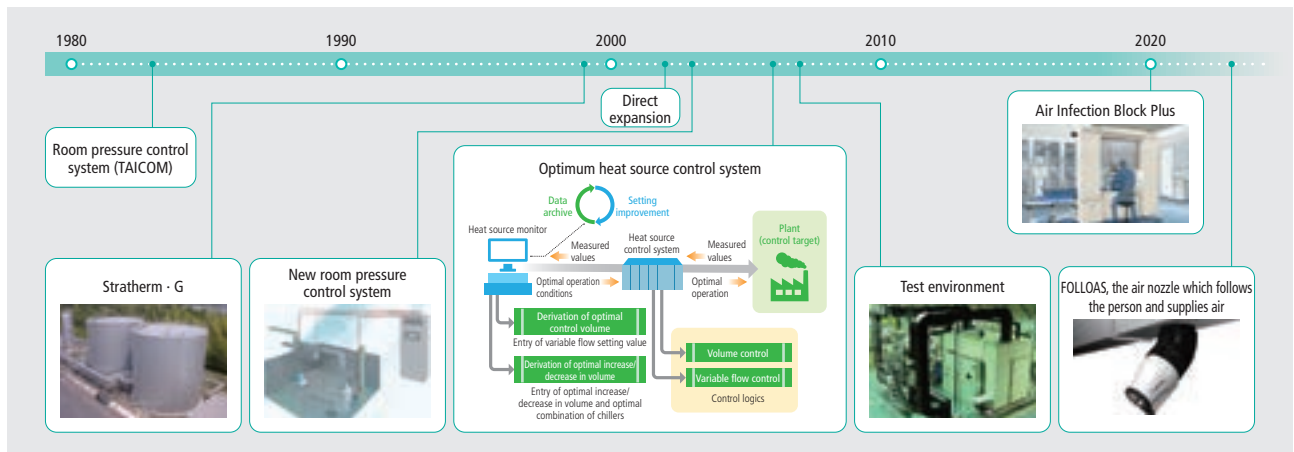 1980
1990
2000
2010
2020
Room pressure control
system (TAICOM)
Direct
expansion
Air Infection Block Plus
Stratherm · G
New room pressure
control system
Optimum heat source control system
Data
archive
Setting
improvement
Heat source monitor
Measured
values
Heat source
control system
Measured
values
Plant
(control target)
Optimal operation
conditions
Optimal
operation
Derivation of optimal
control volume
Entry of variable flow setting value
Derivation of optimal increase/
decrease in volume
Entry of optimal increase/
decrease in volume and optimal
combination of chillers
Volume control
Variable flow control
Control logics
Test environment
FOLLOAS, the air nozzle which follows
the person and supplies air